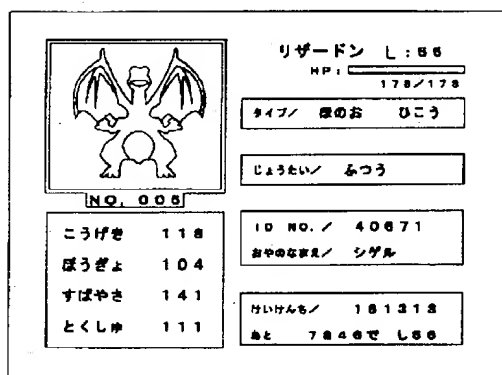 リザードン L:55
HP:
178/178
タイプ/ ほのお ひこう
じょうたい/ ふつう
NO. 006
こうげき 118
ぼうぎょ 104
すばやさ 141
とくしゅ 111
ID NO./ 40671
おやのなまえ/ シゲル
けいけんち/ 161313
あと 7846で L56